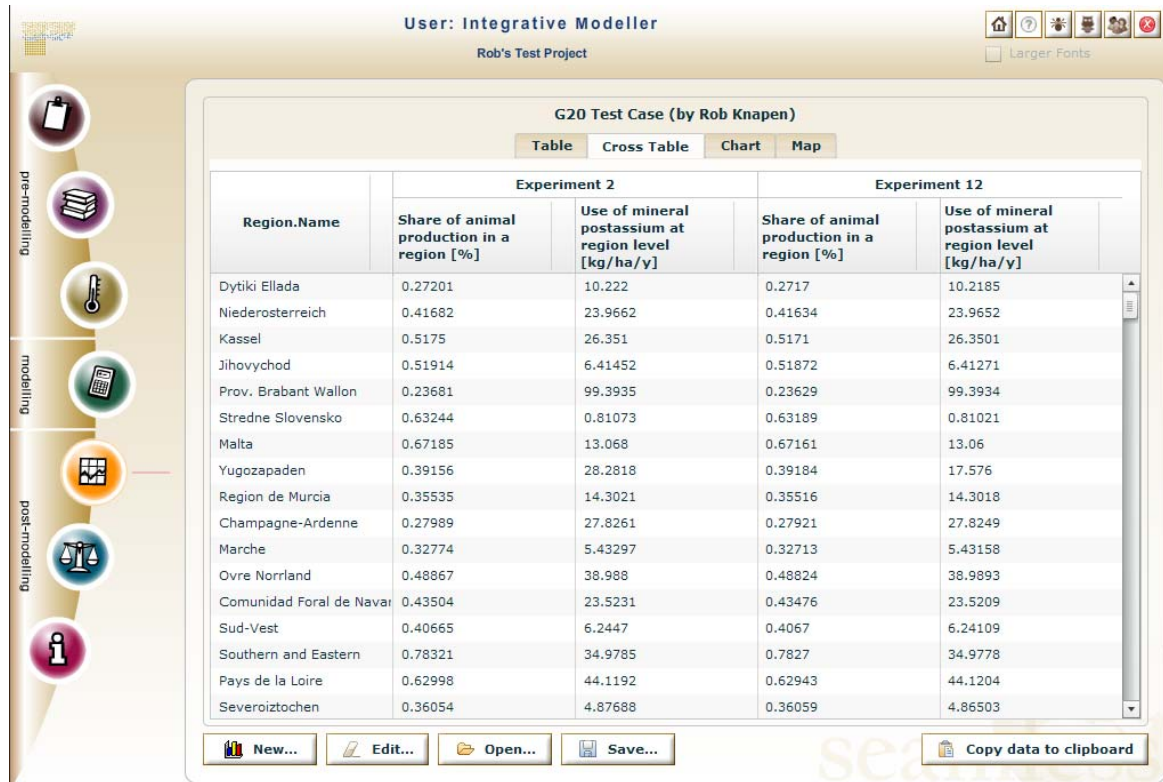 User: Integrative Modeller
Rob's Test Project
Larger Fonts
pre-modelling
modelling
post-modelling
G20 Test Case (by Rob Knapen)
Table Cross Table Chart Map
Experiment 2 Experiment 12
Region.Name
Share of animal production in a region [%]
Use of mineral postassium at region level [kg/ha/y]
Share of animal production in a region [%]
Use of mineral postassium at region level [kg/ha/y]
Dytiki Ellada 0.27201 10.222 0.2717 10.2185
Niederosterreich 0.41682 23.9662 0.41634 23.9652
Kassel 0.5175 26.351 0.5171 26.3501
Jihovychod 0.51914 6.41452 0.51872 6.41271
Prov. Brabant Wallon 0.23681 99.3935 0.23629 99.3934
Stredne Slovensko 0.63244 0.81073 0.63189 0.81021
Malta 0.67185 13.068 0.67161 13.06
Yugozapaden 0.39156 28.2818 0.39184 17.576
Region de Murcia 0.35535 14.3021 0.35516 14.3018
Champagne-Ardenne 0.27989 27.8261 0.27921 27.8249
Marche 0.32774 5.43297 0.32713 5.43158
Ovre Norrland 0.48867 38.988 0.48824 38.9893
Comunidad Foral de Navar 0.43504 23.5231 0.43476 23.5209
Sud-Vest 0.40665 6.2447 0.4067 6.24109
Southern and Eastern 0.78321 34.9785 0.7827 34.9778
Pays de la Loire 0.62998 44.1192 0.62943 44.1204
Severoiztochen 0.36054 4.87688 0.36059 4.86503
New... Edit... Open... Save... Copy data to clipboard